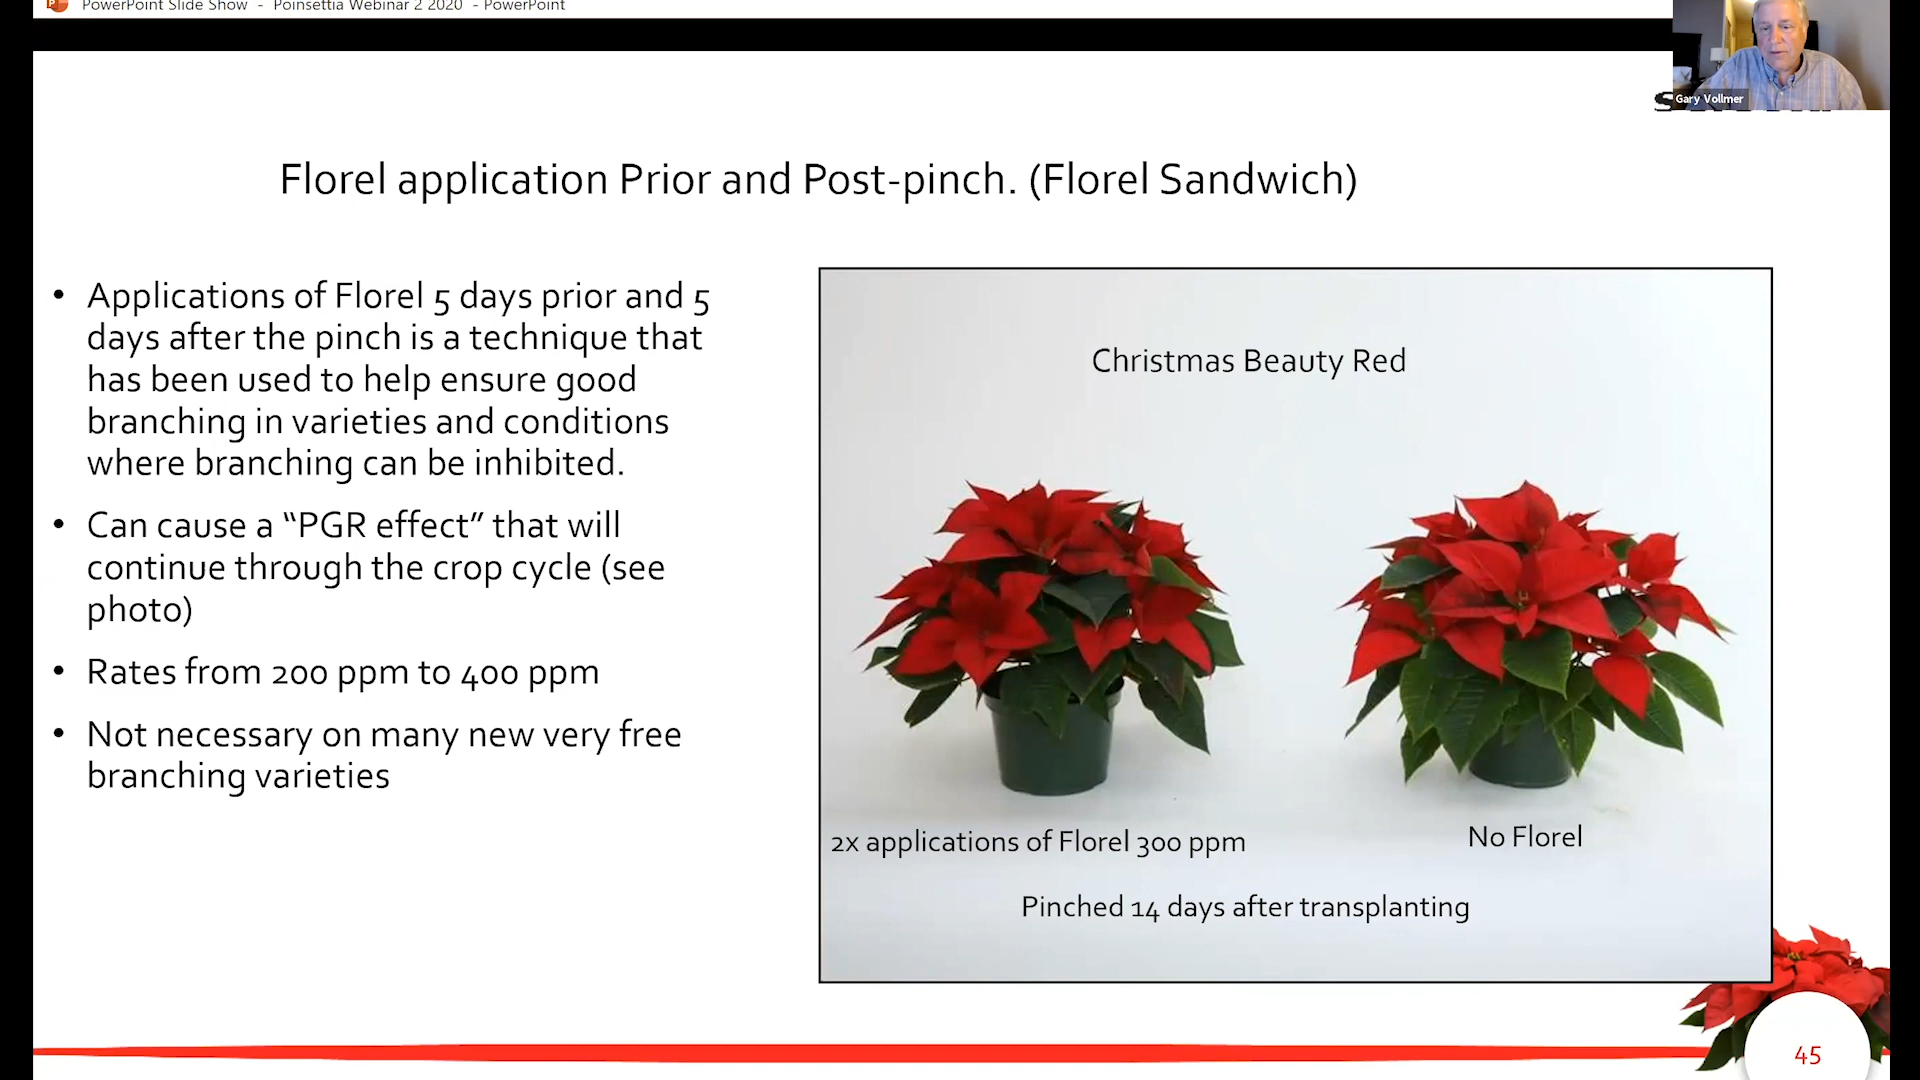 PowerPoint Slide Show - Poinsettia Webinar 2 2020 - PowerPoint
Gary Vollmer
Florel application Prior and Post-pinch. (Florel Sandwich)
• Applications of Florel 5 days prior and 5
days after the pinch is a technique that
has been used to help ensure good
branching in varieties and conditions
where branching can be inhibited.
• Can cause a “PGR effect” that will
continue through the crop cycle (see
photo)
• Rates from 200 ppm to 400 ppm
• Not necessary on many new very free
branching varieties
Christmas Beauty Red
2x applications of Florel 300 ppm
No Florel
Pinched 14 days after transplanting
45